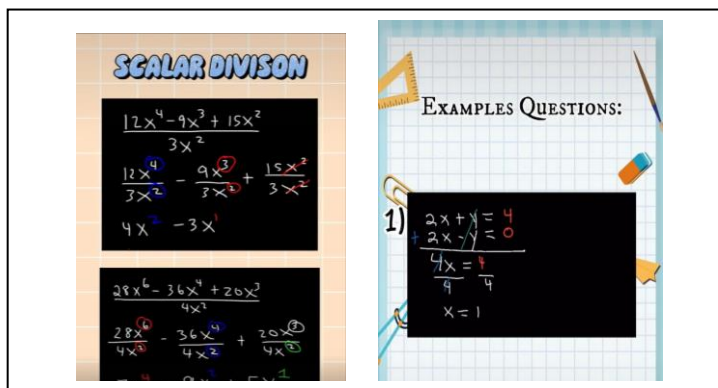 SCALAR DIVISON
12x⁴ - 9x³ + 15x²
3x²
12x⁴ - 9x³ + 15x²
3x² 3x² 3x²
4x² - 3x¹
28x⁶ - 36x⁴ + 20x³
4x²
28x⁶ - 36x⁴ + 20x³
4x² 4x² 4x²
EXAMPLES QUESTIONS:
1)
2x + y = 4
+ 2x - y = 0
4x = 4
4 4
x = 1